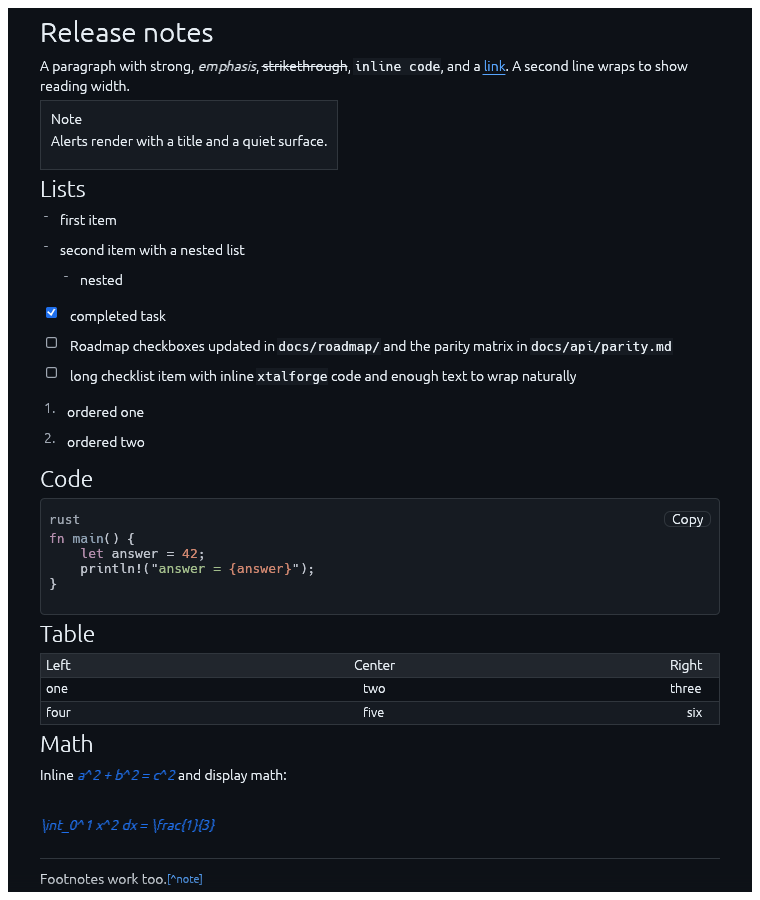 Release notes
A paragraph with strong, emphasis, strikethrough, inline code, and a link. A second line wraps to show
reading width.
Note
Alerts render with a title and a quiet surface.
Lists
- first item
- second item with a nested list
- nested
completed task
Roadmap checkboxes updated in docs/roadmap/ and the parity matrix in docs/api/parity.md
long checklist item with inline xtalforge code and enough text to wrap naturally
1. ordered one
2. ordered two
Code
rust Copy
fn main() {
    let answer = 42;
    println!("answer = {answer}");
}
Table
Left Center Right
one two three
four five six
Math
Inline a^2 + b^2 = c^2 and display math:
\int_0^1 x^2 dx = \frac{1}{3}
Footnotes work too.[^note]